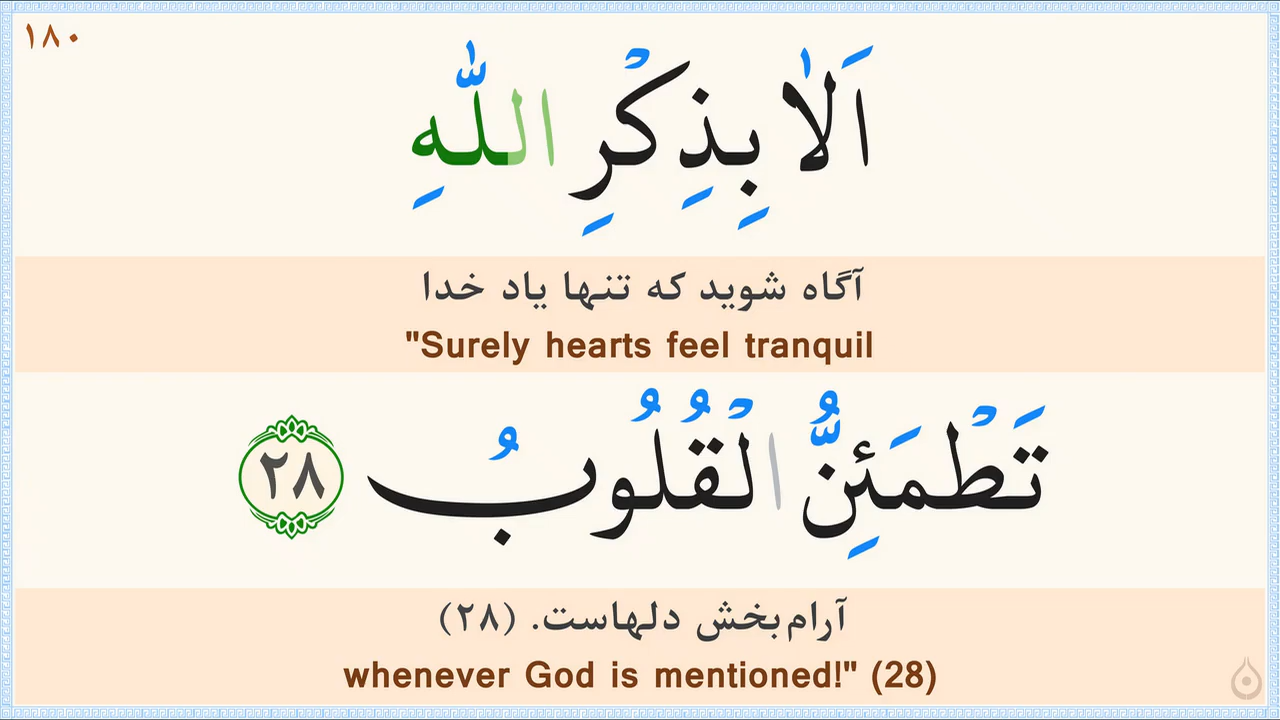 ۱۸۰
اَلَا بِذِكْرِ اللّٰهِ
آگاه شوید که تنها یاد خدا
"Surely hearts feel tranquil
تَطْمَئِنُّ الْقُلُوبُ ۲۸
آرام‌بخش دلهاست. (۲۸)
whenever God is mentioned!" (28)